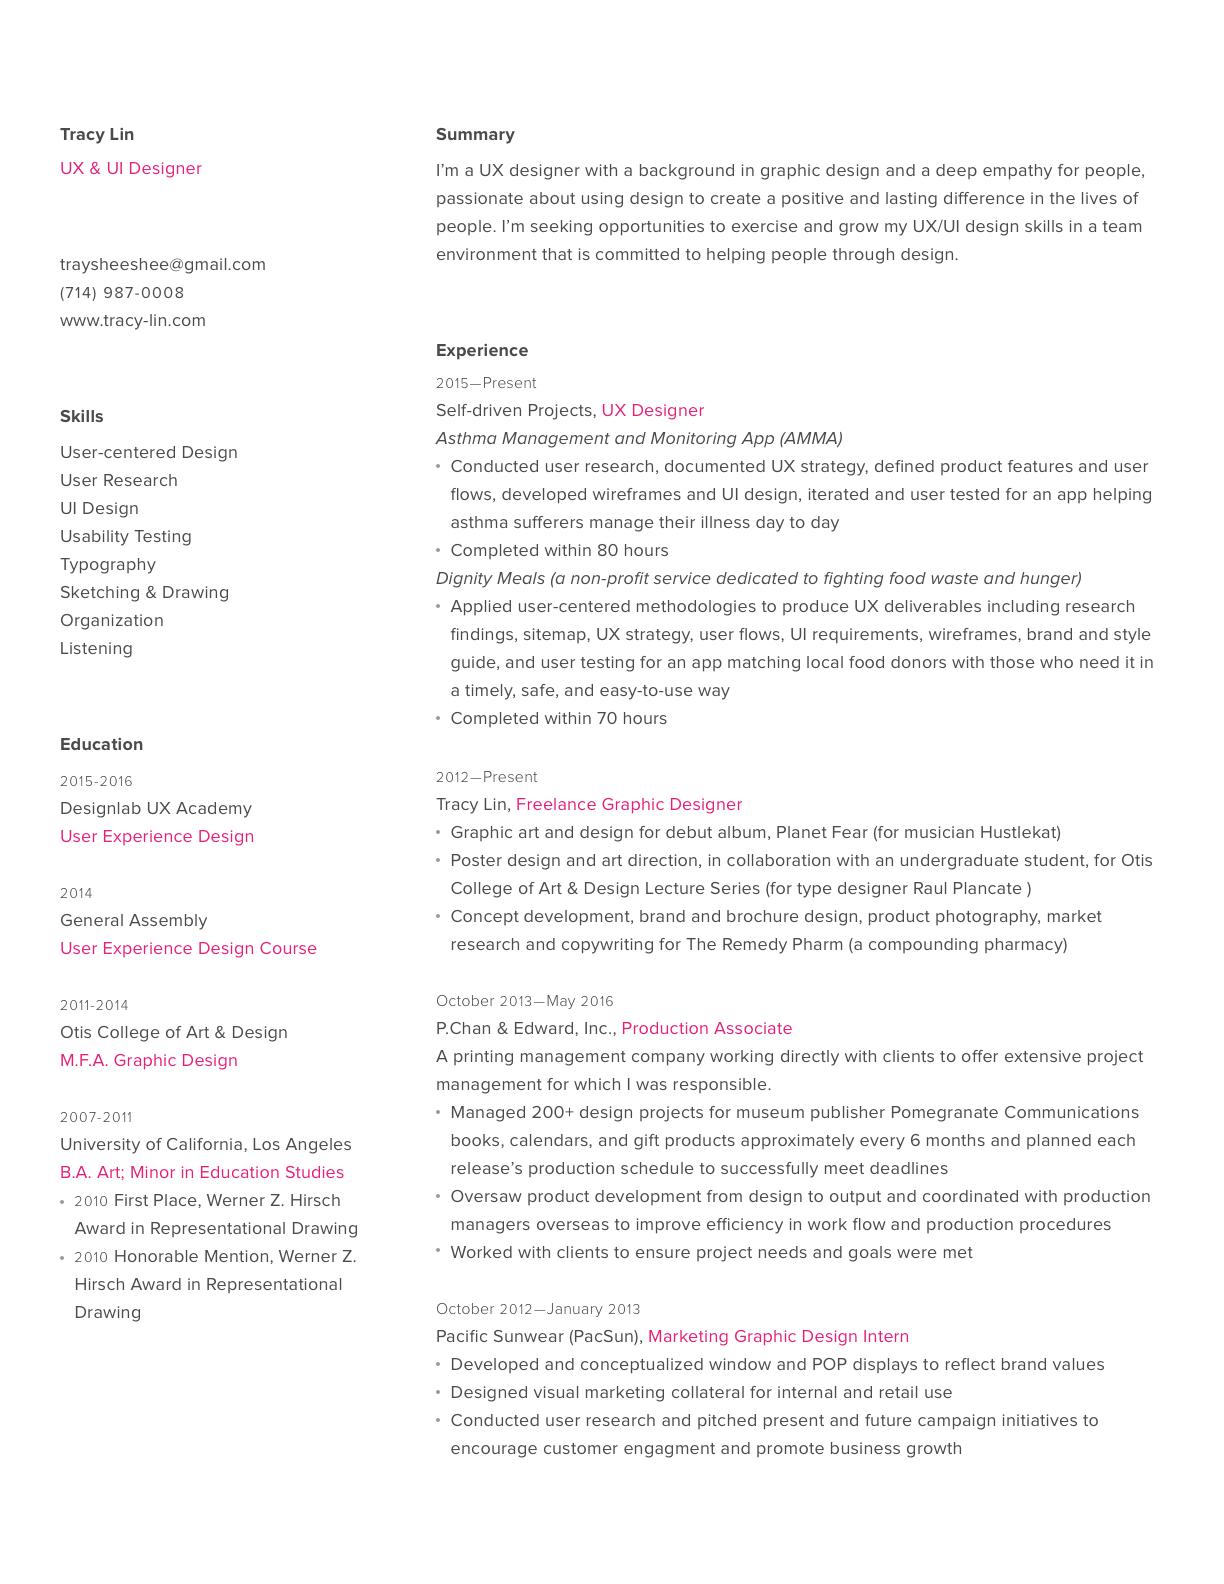 Tracy Lin
UX & UI Designer
traysheeshee@gmail.com
(714) 987-0008
www.tracy-lin.com
Skills
User-centered Design
User Research
UI Design
Usability Testing
Typography
Sketching & Drawing
Organization
Listening
Education
2015-2016
Designlab UX Academy
User Experience Design
2014
General Assembly
User Experience Design Course
2011-2014
Otis College of Art & Design
M.F.A. Graphic Design
2007-2011
University of California, Los Angeles
B.A. Art; Minor in Education Studies
• 2010 First Place, Werner Z. Hirsch
Award in Representational Drawing
• 2010 Honorable Mention, Werner Z.
Hirsch Award in Representational
Drawing
Summary
I’m a UX designer with a background in graphic design and a deep empathy for people,
passionate about using design to create a positive and lasting difference in the lives of
people. I’m seeking opportunities to exercise and grow my UX/UI design skills in a team
environment that is committed to helping people through design.
Experience
2015—Present
Self-driven Projects, UX Designer
Asthma Management and Monitoring App (AMMA)
• Conducted user research, documented UX strategy, defined product features and user
flows, developed wireframes and UI design, iterated and user tested for an app helping
asthma sufferers manage their illness day to day
• Completed within 80 hours
Dignity Meals (a non-profit service dedicated to fighting food waste and hunger)
• Applied user-centered methodologies to produce UX deliverables including research
findings, sitemap, UX strategy, user flows, UI requirements, wireframes, brand and style
guide, and user testing for an app matching local food donors with those who need it in
a timely, safe, and easy-to-use way
• Completed within 70 hours
2012—Present
Tracy Lin, Freelance Graphic Designer
• Graphic art and design for debut album, Planet Fear (for musician Hustlekat)
• Poster design and art direction, in collaboration with an undergraduate student, for Otis
College of Art & Design Lecture Series (for type designer Raul Plancate )
• Concept development, brand and brochure design, product photography, market
research and copywriting for The Remedy Pharm (a compounding pharmacy)
October 2013—May 2016
P.Chan & Edward, Inc., Production Associate
A printing management company working directly with clients to offer extensive project
management for which I was responsible.
• Managed 200+ design projects for museum publisher Pomegranate Communications
books, calendars, and gift products approximately every 6 months and planned each
release’s production schedule to successfully meet deadlines
• Oversaw product development from design to output and coordinated with production
managers overseas to improve efficiency in work flow and production procedures
• Worked with clients to ensure project needs and goals were met
October 2012—January 2013
Pacific Sunwear (PacSun), Marketing Graphic Design Intern
• Developed and conceptualized window and POP displays to reflect brand values
• Designed visual marketing collateral for internal and retail use
• Conducted user research and pitched present and future campaign initiatives to
encourage customer engagment and promote business growth